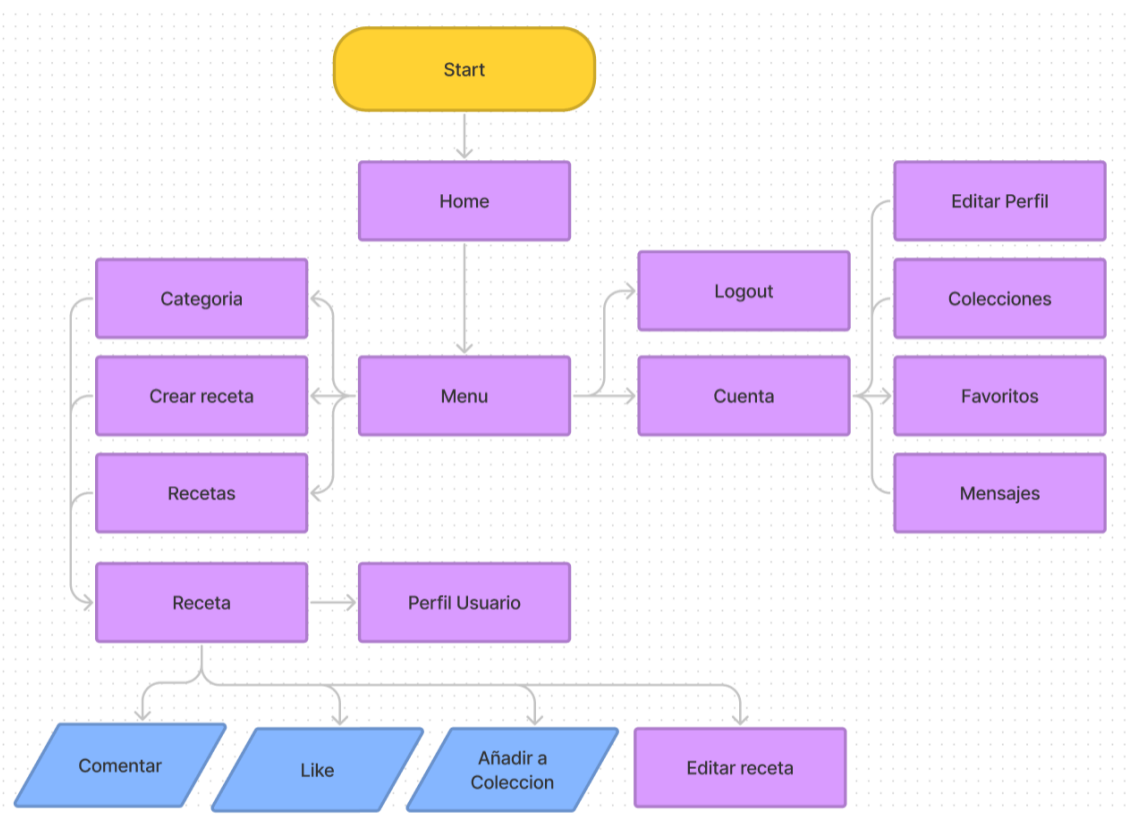 Start
Home
Editar Perfil
Logout
Categoria
Colecciones
Crear receta
Menu
Cuenta
Favoritos
Recetas
Mensajes
Receta
Perfil Usuario
Comentar
Like
Añadir a
Coleccion
Editar receta